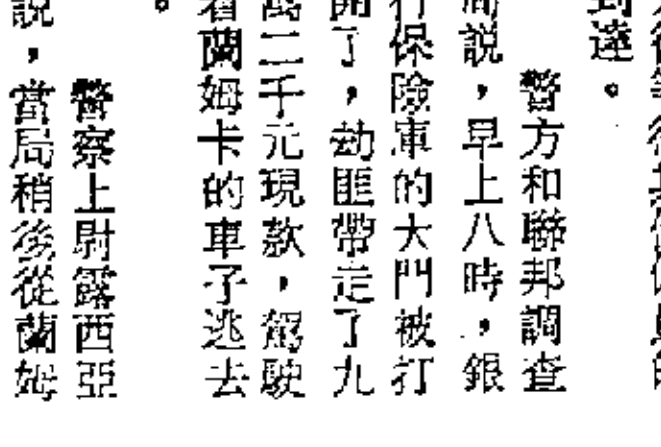 到達。
警方和聯邦調查
局説，早上八時，銀
行保險庫的大門被打
開了，劫匪帶走了九
萬二千元現款，駕駛
着蘭姆卡的車子逃去
。
警察上尉露西亞
説，當局稍後從蘭姆